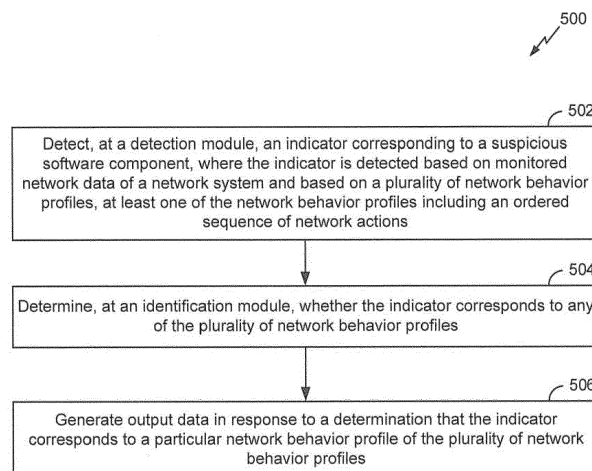 500
502
Detect, at a detection module, an indicator corresponding to a suspicious
software component, where the indicator is detected based on monitored
network data of a network system and based on a plurality of network behavior
profiles, at least one of the network behavior profiles including an ordered
sequence of network actions
504
Determine, at an identification module, whether the indicator corresponds to any
of the plurality of network behavior profiles
506
Generate output data in response to a determination that the indicator
corresponds to a particular network behavior profile of the plurality of network
behavior profiles